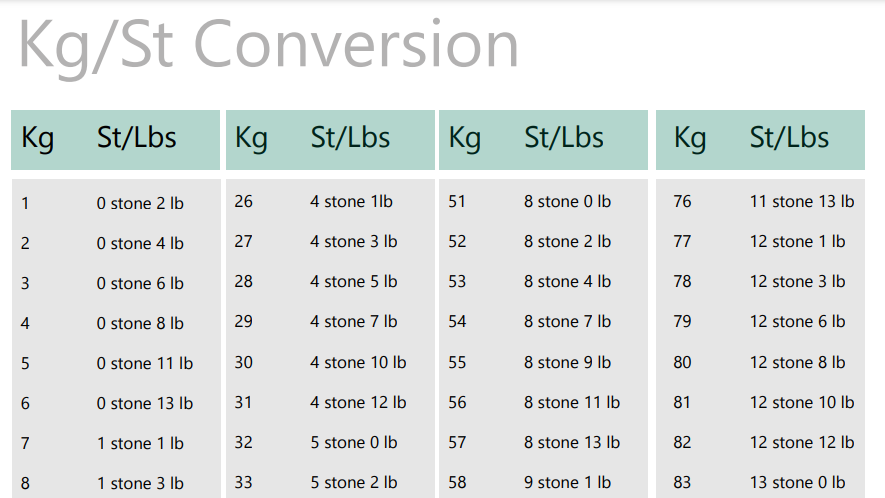 Kg/St Conversion
Kg St/Lbs Kg St/Lbs Kg St/Lbs Kg St/Lbs
1 0 stone 2 lb 26 4 stone 1lb 51 8 stone 0 lb 76 11 stone 13 lb
2 0 stone 4 lb 27 4 stone 3 lb 52 8 stone 2 lb 77 12 stone 1 lb
3 0 stone 6 lb 28 4 stone 5 lb 53 8 stone 4 lb 78 12 stone 3 lb
4 0 stone 8 lb 29 4 stone 7 lb 54 8 stone 7 lb 79 12 stone 6 lb
5 0 stone 11 lb 30 4 stone 10 lb 55 8 stone 9 lb 80 12 stone 8 lb
6 0 stone 13 lb 31 4 stone 12 lb 56 8 stone 11 lb 81 12 stone 10 lb
7 1 stone 1 lb 32 5 stone 0 lb 57 8 stone 13 lb 82 12 stone 12 lb
8 1 stone 3 lb 33 5 stone 2 lb 58 9 stone 1 lb 83 13 stone 0 lb